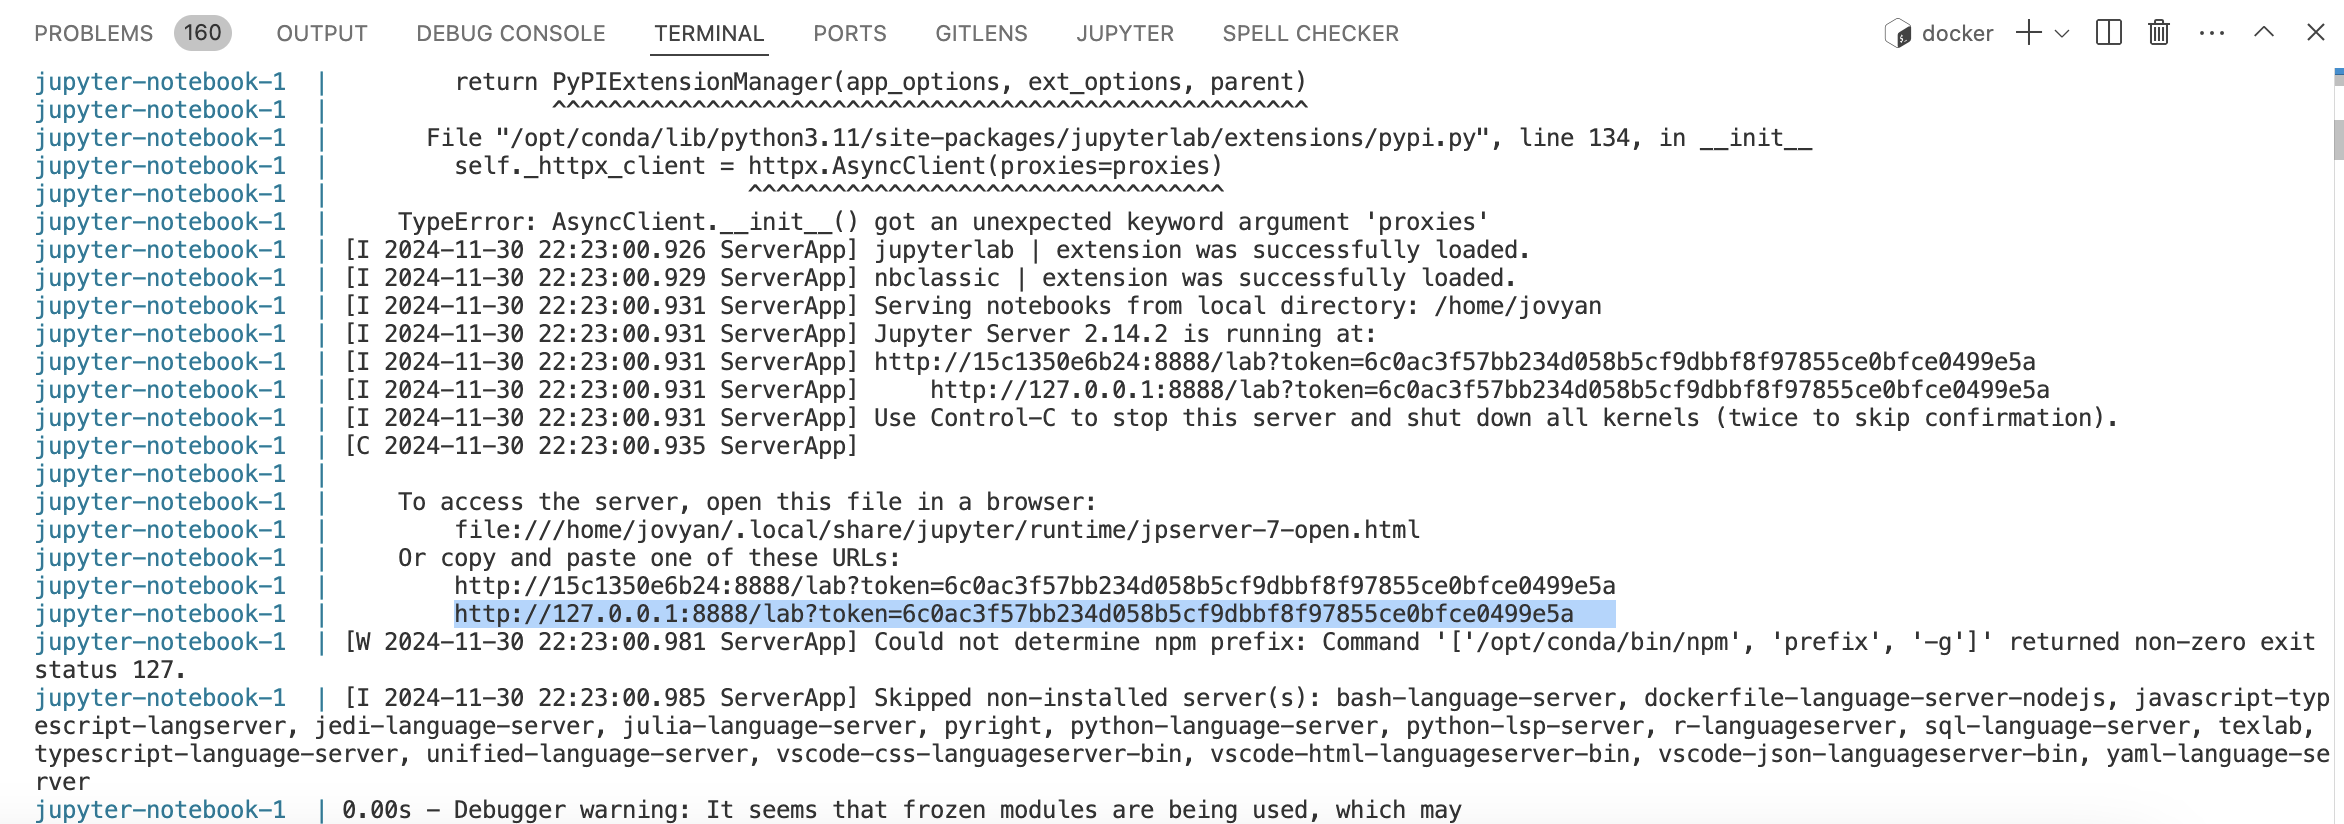 PROBLEMS 160 OUTPUT DEBUG CONSOLE TERMINAL PORTS GITLENS JUPYTER SPELL CHECKER docker
jupyter-notebook-1 | return PyPIExtensionManager(app_options, ext_options, parent)
jupyter-notebook-1 | ^^^^^^^^^^^^^^^^^^^^^^^^^^^^^^^^^^^^^^^^^^^^^^^^^^^^^^
jupyter-notebook-1 | File "/opt/conda/lib/python3.11/site-packages/jupyterlab/extensions/pypi.py", line 134, in __init__
jupyter-notebook-1 | self._httpx_client = httpx.AsyncClient(proxies=proxies)
jupyter-notebook-1 | ^^^^^^^^^^^^^^^^^^^^^^^^^^^^^^^^^^
jupyter-notebook-1 | TypeError: AsyncClient.__init__() got an unexpected keyword argument 'proxies'
jupyter-notebook-1 | [I 2024-11-30 22:23:00.926 ServerApp] jupyterlab | extension was successfully loaded.
jupyter-notebook-1 | [I 2024-11-30 22:23:00.929 ServerApp] nbclassic | extension was successfully loaded.
jupyter-notebook-1 | [I 2024-11-30 22:23:00.931 ServerApp] Serving notebooks from local directory: /home/jovyan
jupyter-notebook-1 | [I 2024-11-30 22:23:00.931 ServerApp] Jupyter Server 2.14.2 is running at:
jupyter-notebook-1 | [I 2024-11-30 22:23:00.931 ServerApp] http://15c1350e6b24:8888/lab?token=6c0ac3f57bb234d058b5cf9dbbf8f97855ce0bfce0499e5a
jupyter-notebook-1 | [I 2024-11-30 22:23:00.931 ServerApp] http://127.0.0.1:8888/lab?token=6c0ac3f57bb234d058b5cf9dbbf8f97855ce0bfce0499e5a
jupyter-notebook-1 | [I 2024-11-30 22:23:00.931 ServerApp] Use Control-C to stop this server and shut down all kernels (twice to skip confirmation).
jupyter-notebook-1 | [C 2024-11-30 22:23:00.935 ServerApp]
jupyter-notebook-1 |
jupyter-notebook-1 | To access the server, open this file in a browser:
jupyter-notebook-1 | file:///home/jovyan/.local/share/jupyter/runtime/jpserver-7-open.html
jupyter-notebook-1 | Or copy and paste one of these URLs:
jupyter-notebook-1 | http://15c1350e6b24:8888/lab?token=6c0ac3f57bb234d058b5cf9dbbf8f97855ce0bfce0499e5a
jupyter-notebook-1 | http://127.0.0.1:8888/lab?token=6c0ac3f57bb234d058b5cf9dbbf8f97855ce0bfce0499e5a
jupyter-notebook-1 | [W 2024-11-30 22:23:00.981 ServerApp] Could not determine npm prefix: Command '['/opt/conda/bin/npm', 'prefix', '-g']' returned non-zero exit
status 127.
jupyter-notebook-1 | [I 2024-11-30 22:23:00.985 ServerApp] Skipped non-installed server(s): bash-language-server, dockerfile-language-server-nodejs, javascript-typ
escript-langserver, jedi-language-server, julia-language-server, pyright, python-language-server, python-lsp-server, r-languageserver, sql-language-server, texlab,
typescript-language-server, unified-language-server, vscode-css-languageserver-bin, vscode-html-languageserver-bin, vscode-json-languageserver-bin, yaml-language-se
rver
jupyter-notebook-1 | 0.00s - Debugger warning: It seems that frozen modules are being used, which may